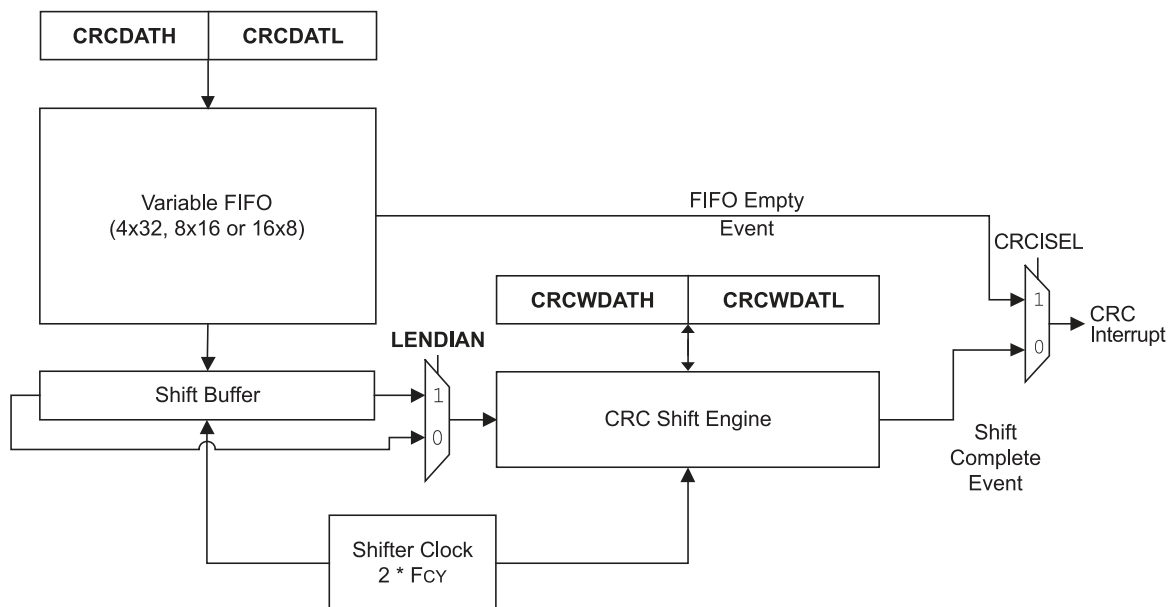 CRCDATH CRCDATL
Variable FIFO
(4x32, 8x16 or 16x8)
FIFO Empty
Event
CRCISEL
1
0
CRC
Interrupt
CRCWDATH CRCWDATL
LENDIAN
1
0
Shift Buffer
CRC Shift Engine
Shift
Complete
Event
Shifter Clock
2 * FCY